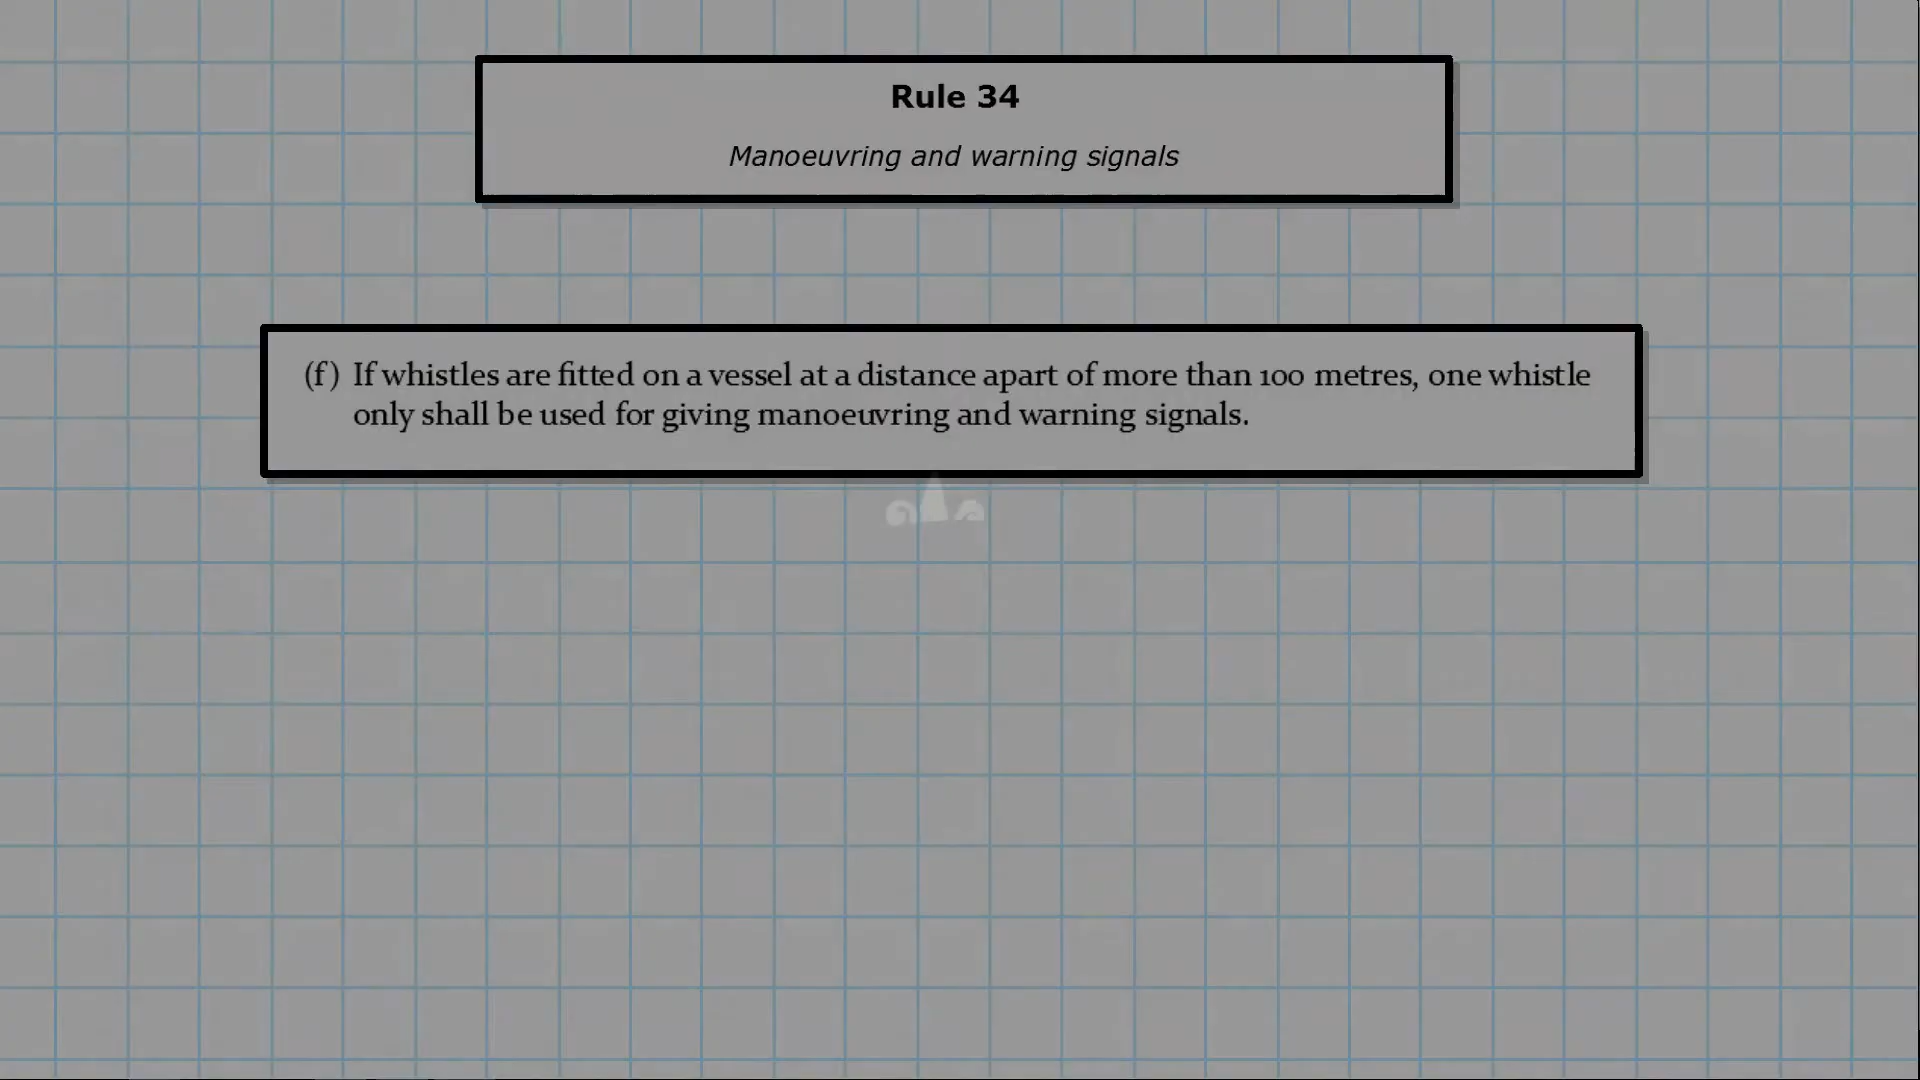 Rule 34
Manoeuvring and warning signals
(f) If whistles are fitted on a vessel at a distance apart of more than 100 metres, one whistle
only shall be used for giving manoeuvring and warning signals.